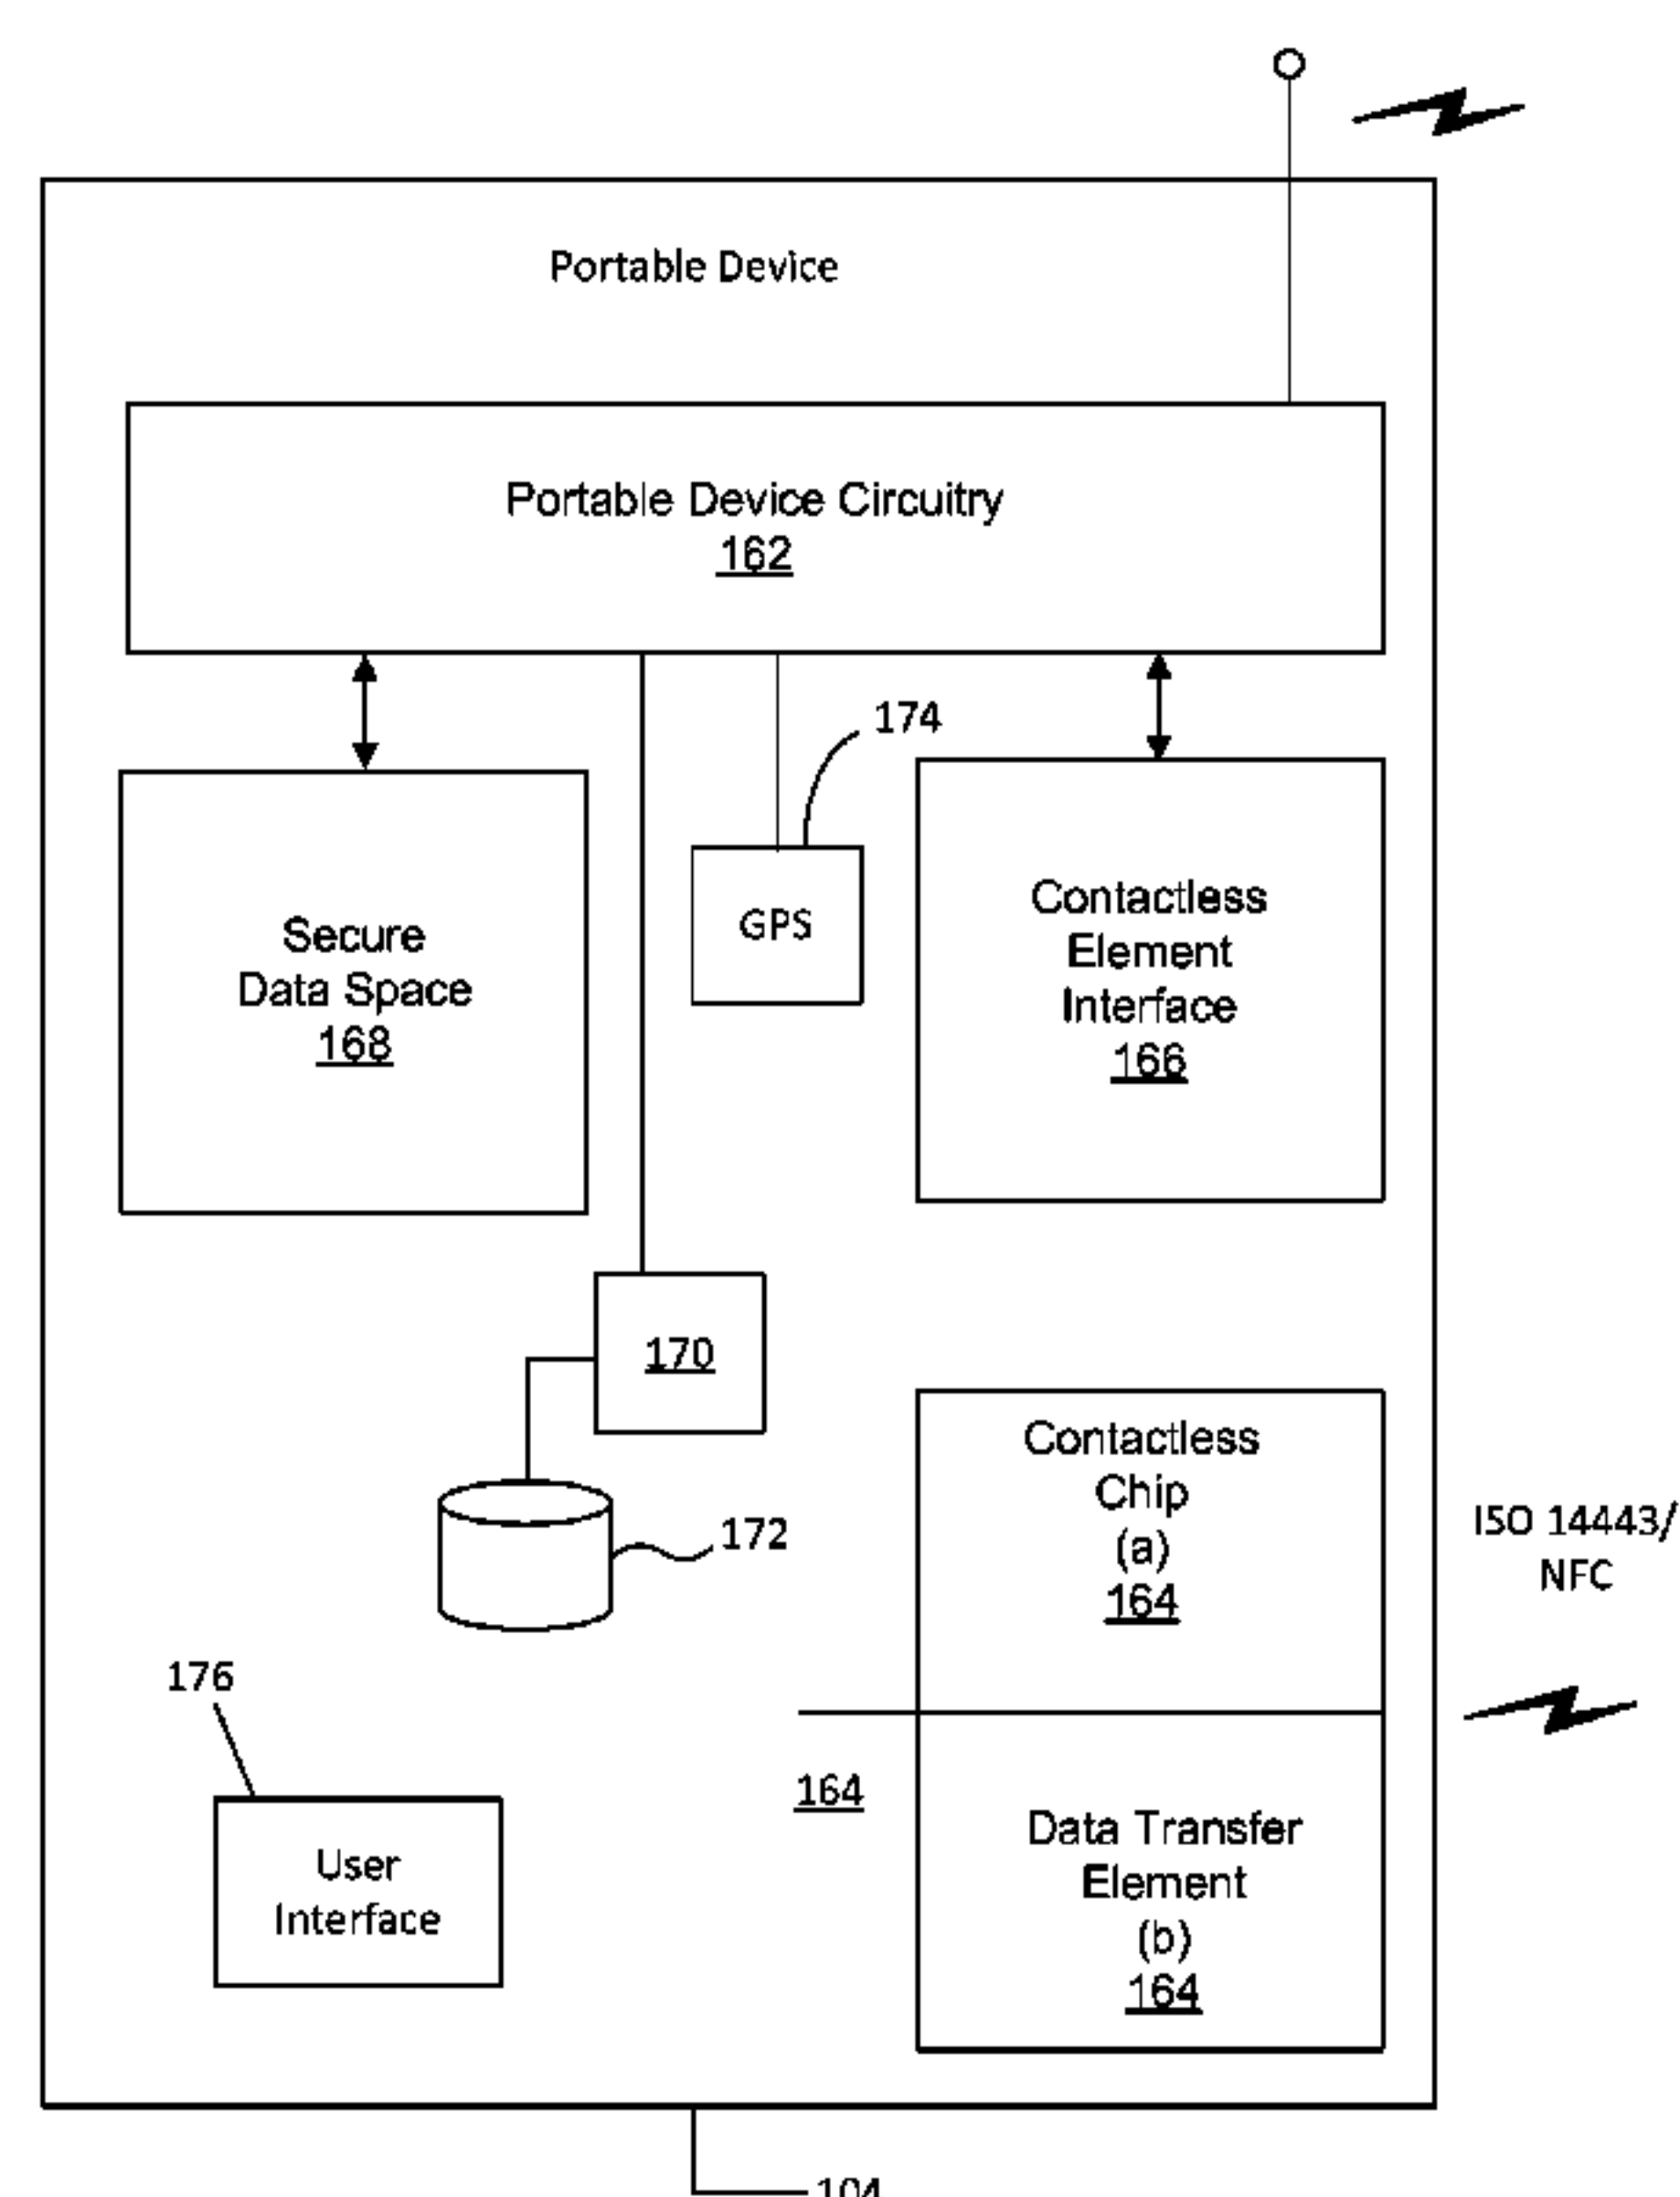 Portable Device
Portable Device Circuitry
162
174
Secure
Data Space
168
GPS
Contactless
Element
Interface
166
170
172
Contactless
Chip
(a)
164
ISO 14443/
NFC
176
User
Interface
164
Data Transfer
Element
(b)
164
104